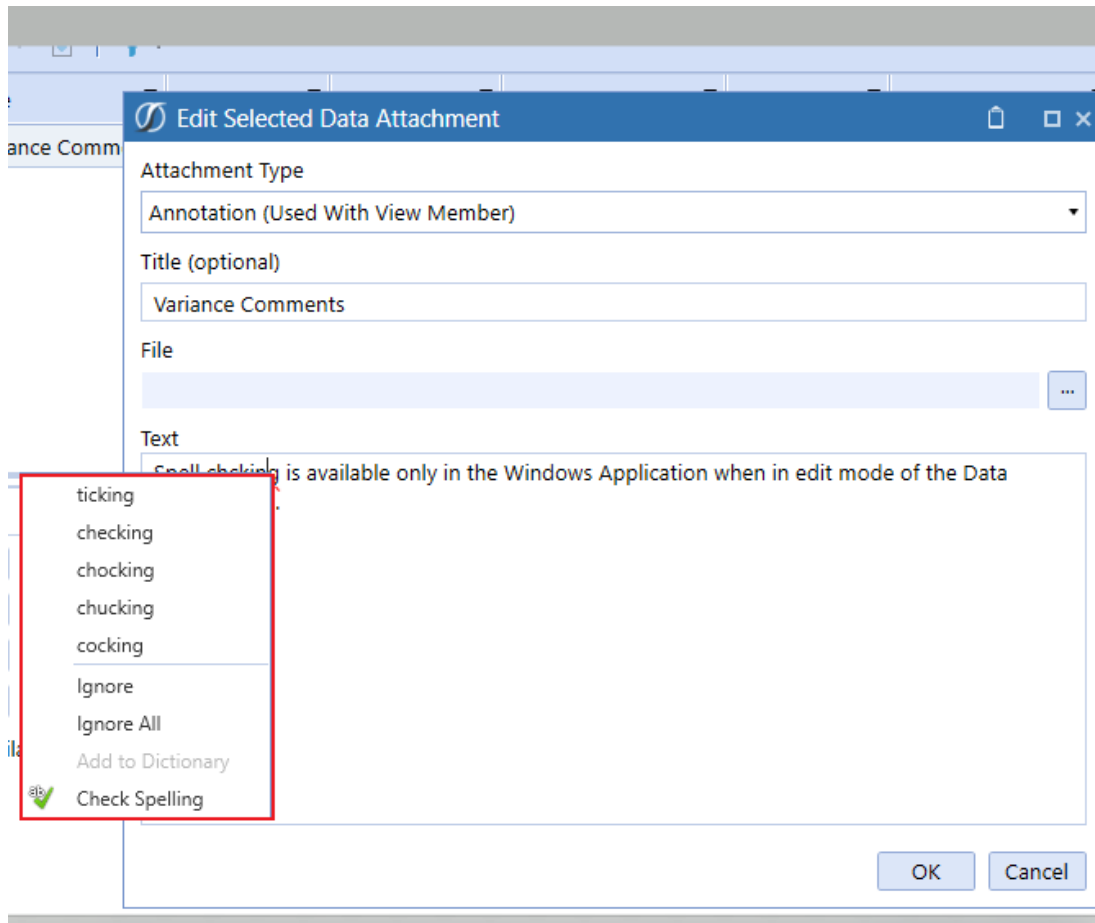 ance Comm
Edit Selected Data Attachment
Attachment Type
Annotation (Used With View Member)
Title (optional)
Variance Comments
File
...
Text
Spell chcking is available only in the Windows Application when in edit mode of the Data
.
ticking
checking
chocking
chucking
cocking
Ignore
Ignore All
Add to Dictionary
Check Spelling
OK
Cancel